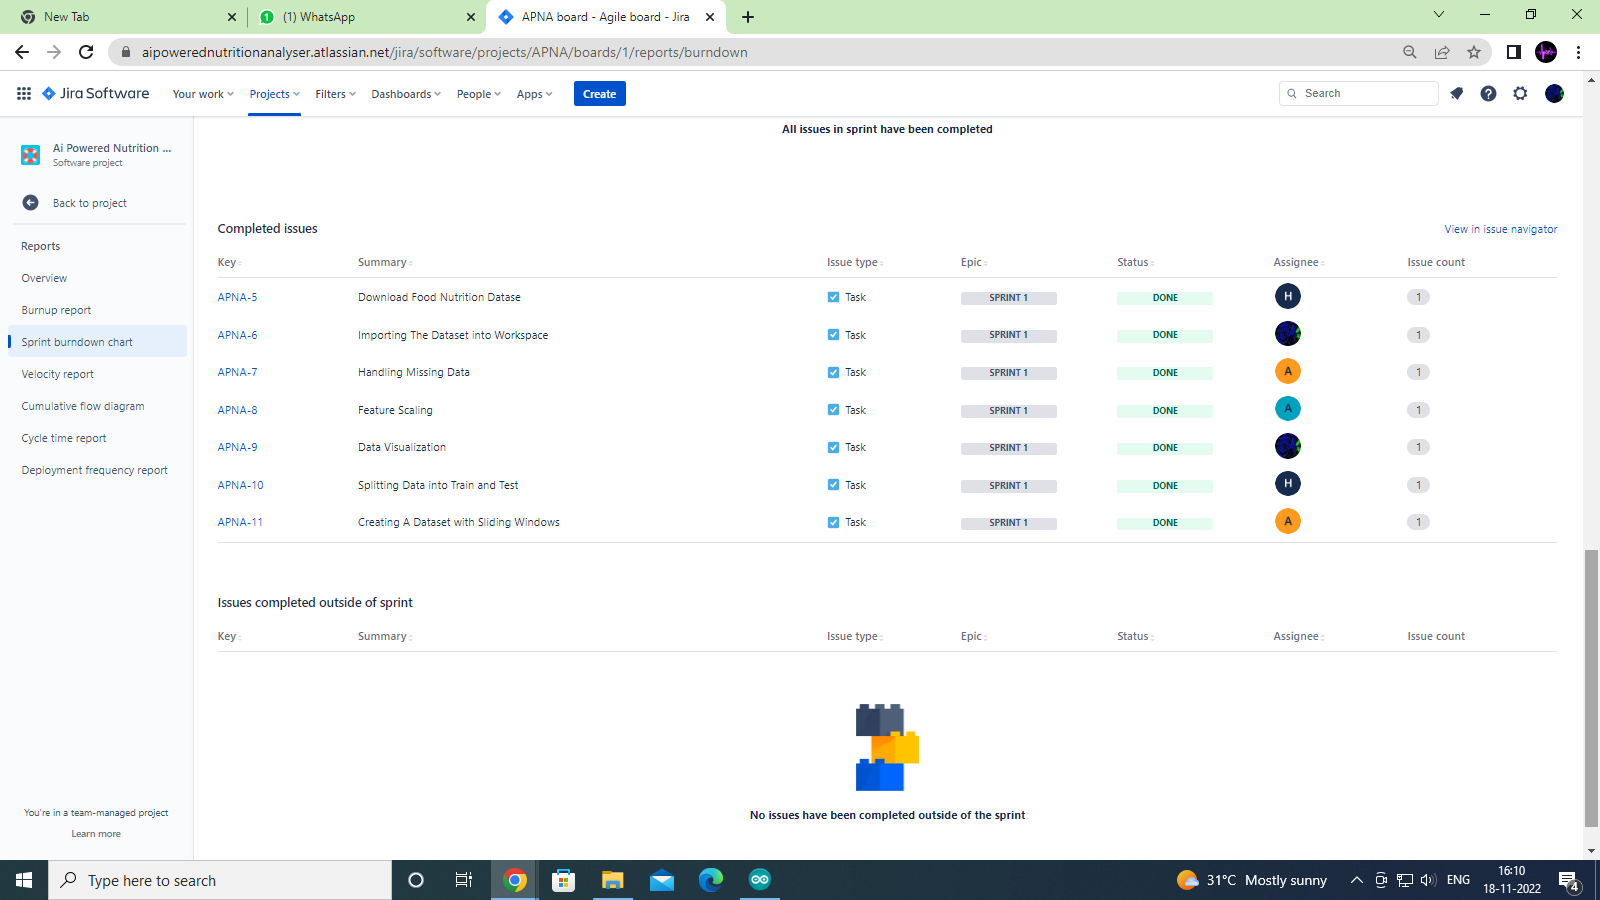 New Tab
1 (1) WhatsApp
APNA board - Agile board - Jira
aipowerednutritionanalyser.atlassian.net/jira/software/projects/APNA/boards/1/reports/burndown
Jira Software Your work Projects Filters Dashboards People Apps Create Search
All issues in sprint have been completed
Ai Powered Nutrition ...
Software project
Back to project
Reports
Overview
Burnup report
Sprint burndown chart
Velocity report
Cumulative flow diagram
Cycle time report
Deployment frequency report
You're in a team-managed project
Learn more
Completed issues View in issue navigator
Key Summary Issue type Epic Status Assignee Issue count
APNA-5 Download Food Nutrition Datase Task SPRINT 1 DONE H 1
APNA-6 Importing The Dataset into Workspace Task SPRINT 1 DONE 1
APNA-7 Handling Missing Data Task SPRINT 1 DONE A 1
APNA-8 Feature Scaling Task SPRINT 1 DONE A 1
APNA-9 Data Visualization Task SPRINT 1 DONE 1
APNA-10 Splitting Data into Train and Test Task SPRINT 1 DONE H 1
APNA-11 Creating A Dataset with Sliding Windows Task SPRINT 1 DONE A 1
Issues completed outside of sprint
Key Summary Issue type Epic Status Assignee Issue count
No issues have been completed outside of the sprint
Type here to search
31°C Mostly sunny
ENG
16:10
18-11-2022
4